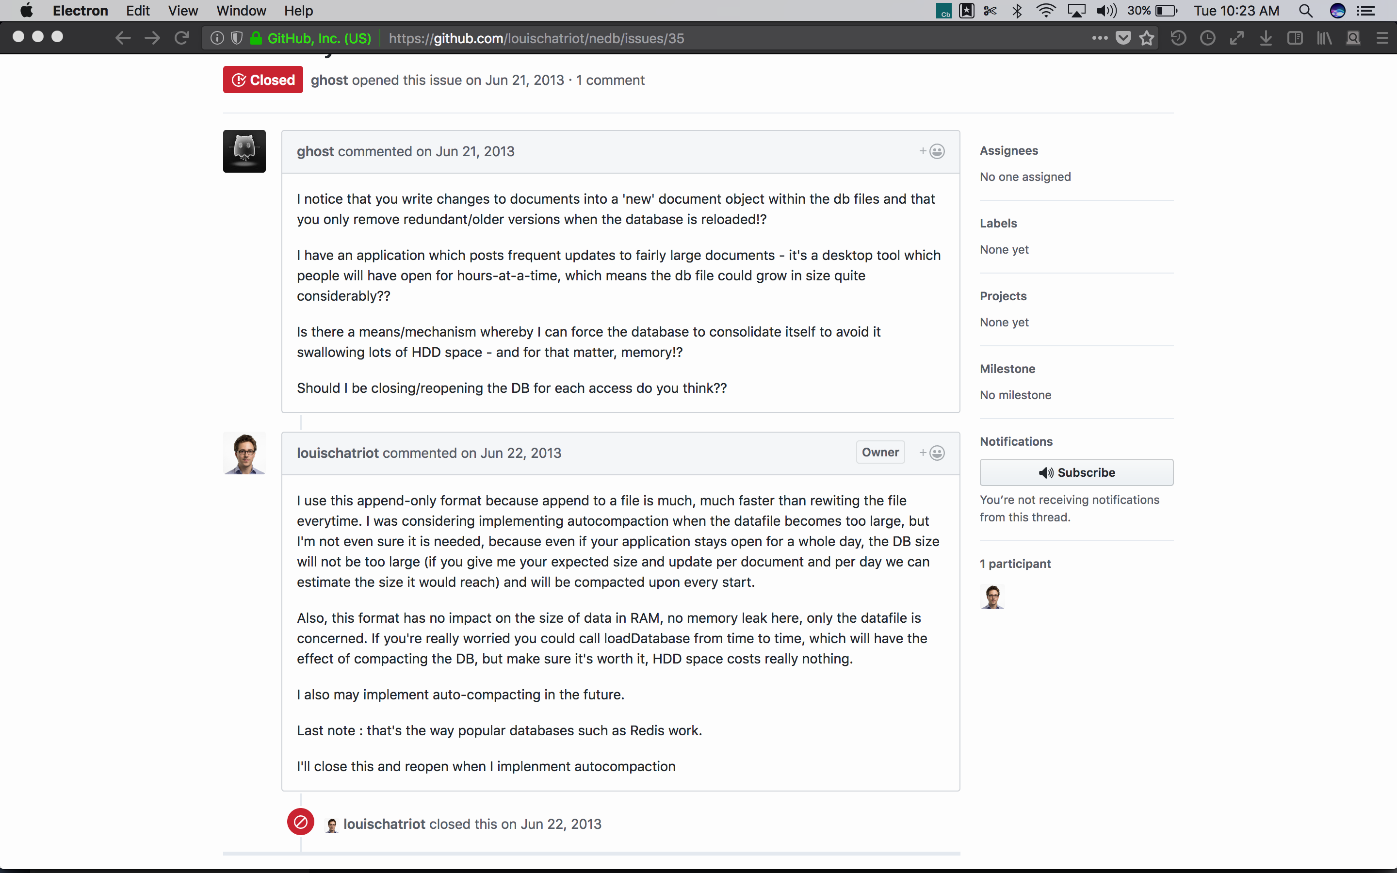 Electron Edit View Window Help
Cb 30% Tue 10:23 AM
GitHub, Inc. (US) https://github.com/louischatriot/nedb/issues/35
Closed ghost opened this issue on Jun 21, 2013 · 1 comment
ghost commented on Jun 21, 2013
I notice that you write changes to documents into a 'new' document object within the db files and that
you only remove redundant/older versions when the database is reloaded!?
I have an application which posts frequent updates to fairly large documents - it's a desktop tool which
people will have open for hours-at-a-time, which means the db file could grow in size quite
considerably??
Is there a means/mechanism whereby I can force the database to consolidate itself to avoid it
swallowing lots of HDD space - and for that matter, memory!?
Should I be closing/reopening the DB for each access do you think??
louischatriot commented on Jun 22, 2013
Owner
I use this append-only format because append to a file is much, much faster than rewiting the file
everytime. I was considering implementing autocompaction when the datafile becomes too large, but
I'm not even sure it is needed, because even if your application stays open for a whole day, the DB size
will not be too large (if you give me your expected size and update per document and per day we can
estimate the size it would reach) and will be compacted upon every start.
Also, this format has no impact on the size of data in RAM, no memory leak here, only the datafile is
concerned. If you're really worried you could call loadDatabase from time to time, which will have the
effect of compacting the DB, but make sure it's worth it, HDD space costs really nothing.
I also may implement auto-compacting in the future.
Last note : that's the way popular databases such as Redis work.
I'll close this and reopen when I implenment autocompaction
louischatriot closed this on Jun 22, 2013
Assignees
No one assigned
Labels
None yet
Projects
None yet
Milestone
No milestone
Notifications
Subscribe
You're not receiving notifications
from this thread.
1 participant